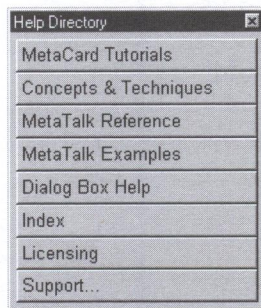 Help Directory
MetaCard Tutorials
Concepts & Techniques
MetaTalk Reference
MetaTalk Examples
Dialog Box Help
Index
Licensing
Support...